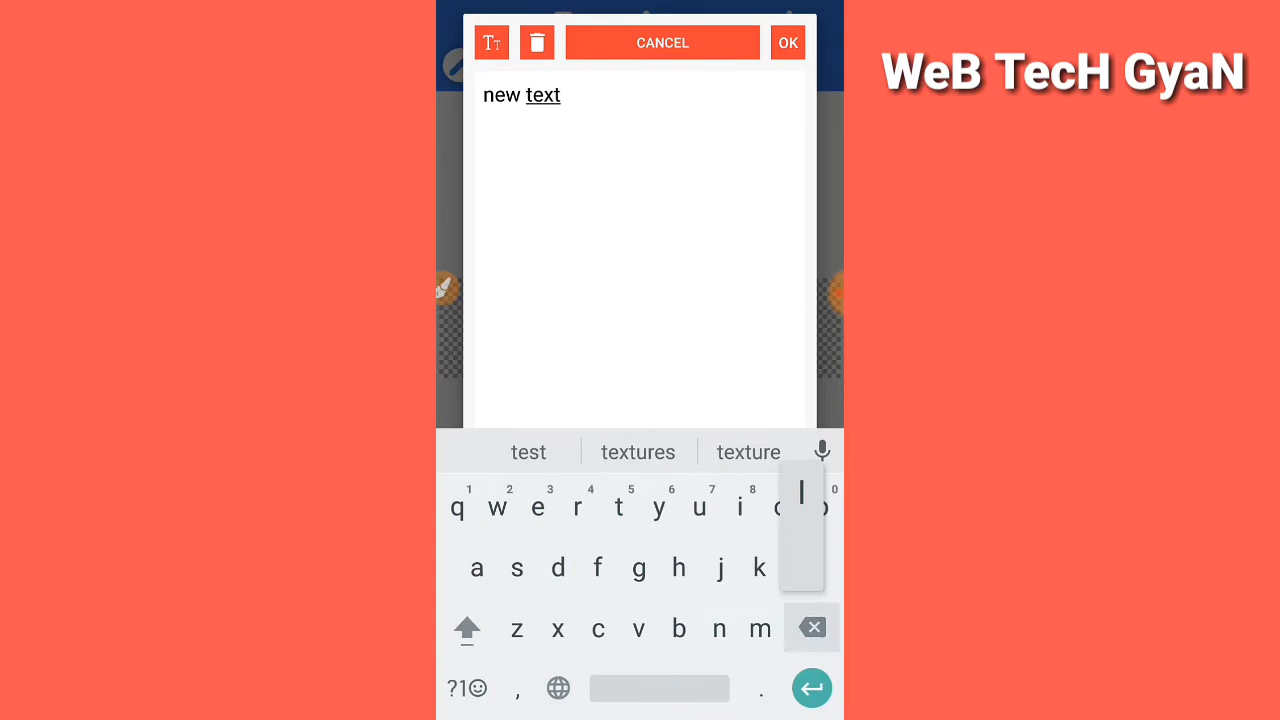 WeB TecH GyaN
TT
CANCEL
OK
new text
test textures texture
1 2 3 4 5 6 7 8 0
q w e r t y u i
l
a s d f g h j k
z x c v b n m
?1☺ , .